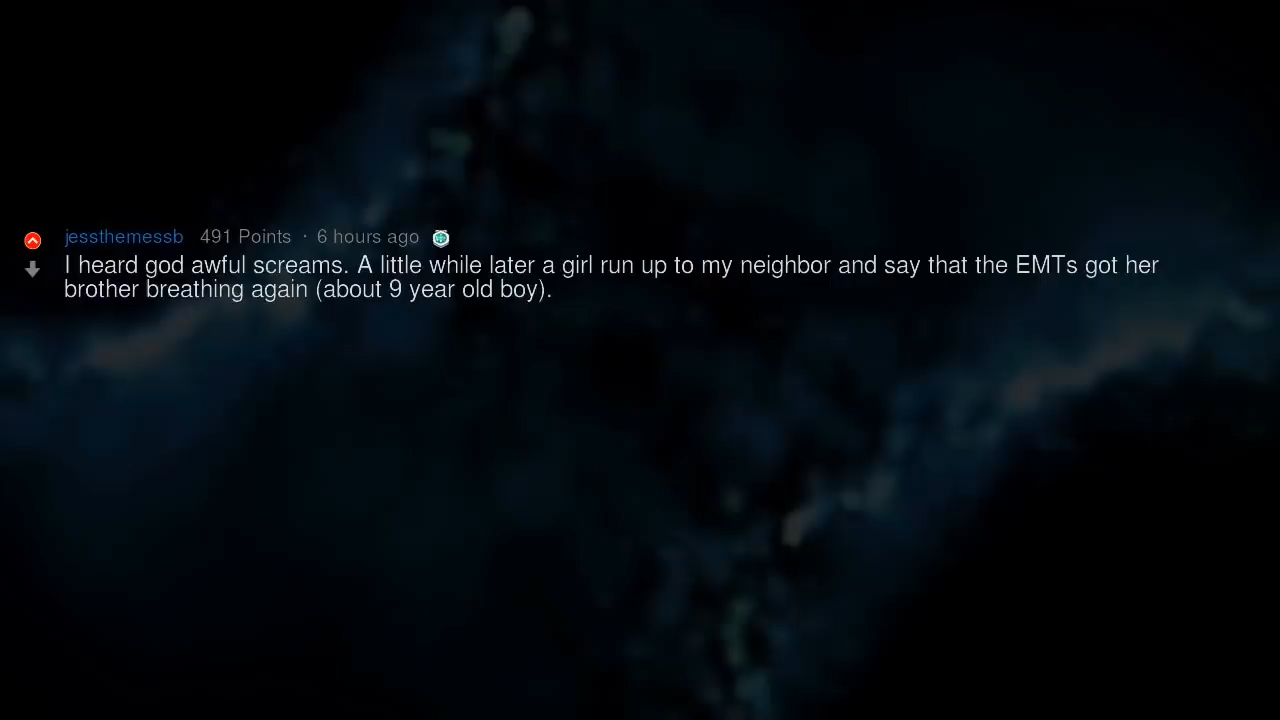 jessthemessb 491 Points · 6 hours ago
I heard god awful screams. A little while later a girl run up to my neighbor and say that the EMTs got her
brother breathing again (about 9 year old boy).